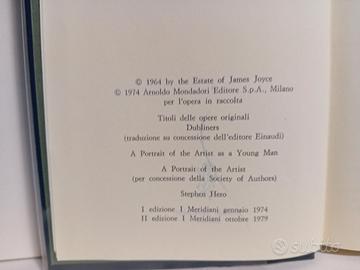 © 1964 by the Estate of James Joyce
© 1974 Arnoldo Mondadori Editore S.p.A., Milano
per l'opera in raccolta
Titoli delle opere originali
Dubliners
(traduzione su concessione dell'editore Einaudi)
A Portrait of the Artist as a Young Man
A Portrait of the Artist
(per concessione della Society of Authors)
Stephen Hero
I edizione I Meridiani gennaio 1974
II edizione I Meridiani ottobre 1979
subito.it